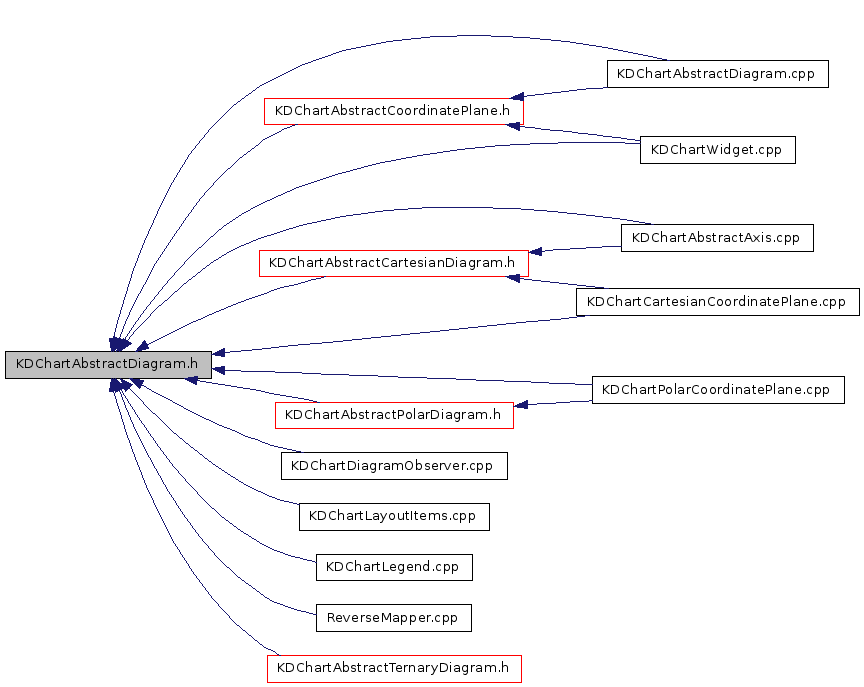 KDChartAbstractDiagram.cpp
KDChartAbstractCoordinatePlane.h
KDChartWidget.cpp
KDChartAbstractAxis.cpp
KDChartAbstractCartesianDiagram.h
KDChartCartesianCoordinatePlane.cpp
KDChartAbstractDiagram.h
KDChartPolarCoordinatePlane.cpp
KDChartAbstractPolarDiagram.h
KDChartDiagramObserver.cpp
KDChartLayoutItems.cpp
KDChartLegend.cpp
ReverseMapper.cpp
KDChartAbstractTernaryDiagram.h